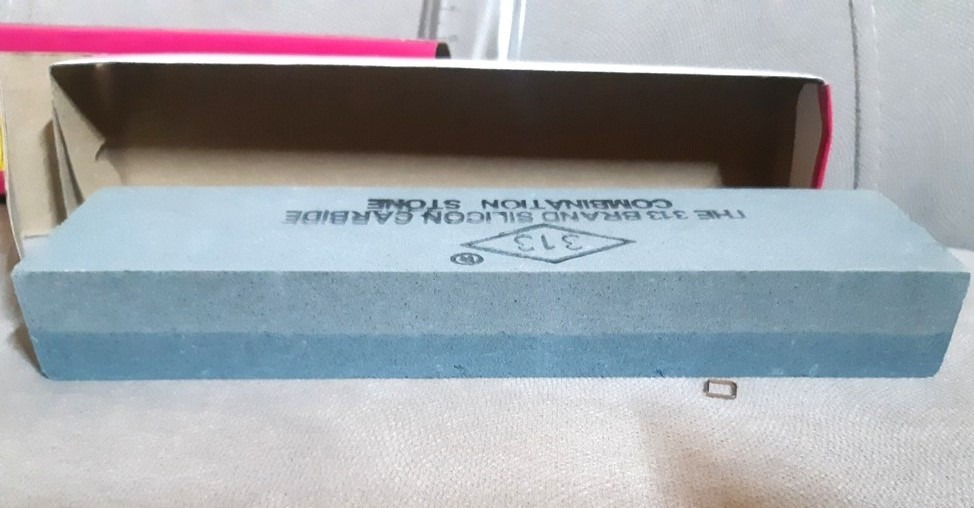 THE 313 BRAND SILICON CARBIDE
COMBINATION STONE
313
®